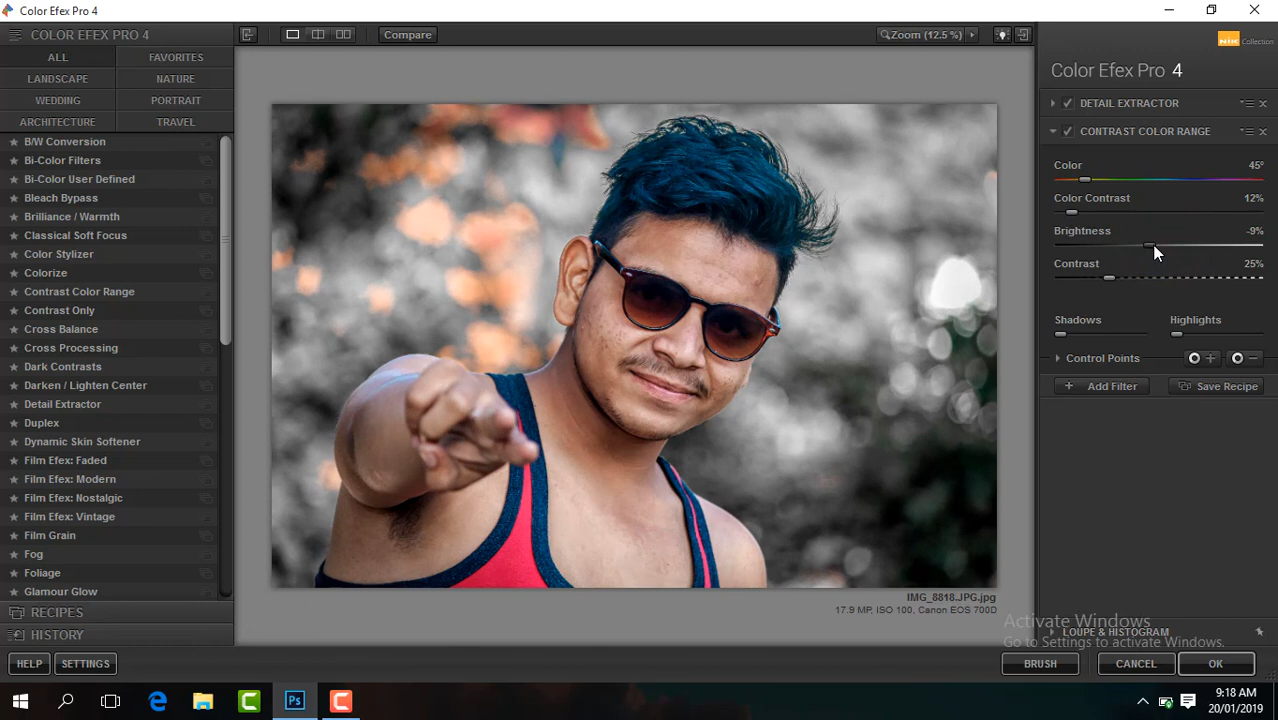 Color Efex Pro 4
COLOR EFEX PRO 4
Compare
Zoom (12.5 %)
Nik Collection
Color Efex Pro 4
ALL
FAVORITES
LANDSCAPE
NATURE
WEDDING
PORTRAIT
ARCHITECTURE
TRAVEL
B/W Conversion
Bi-Color Filters
Bi-Color User Defined
Bleach Bypass
Brilliance / Warmth
Classical Soft Focus
Color Stylizer
Colorize
Contrast Color Range
Contrast Only
Cross Balance
Cross Processing
Dark Contrasts
Darken / Lighten Center
Detail Extractor
Duplex
Dynamic Skin Softener
Film Efex: Faded
Film Efex: Modern
Film Efex: Nostalgic
Film Efex: Vintage
Film Grain
Fog
Foliage
Glamour Glow
RECIPES
HISTORY
HELP
SETTINGS
DETAIL EXTRACTOR
CONTRAST COLOR RANGE
Color 45°
Color Contrast 12%
Brightness -9%
Contrast 25%
Shadows
Highlights
Control Points
+ Add Filter
Save Recipe
IMG_8818.JPG.jpg
17.9 MP, ISO 100, Canon EOS 700D
Activate Windows
LOUPE & HISTOGRAM
Go to Settings to activate Windows.
BRUSH
CANCEL
OK
Ps
9:18 AM
20/01/2019